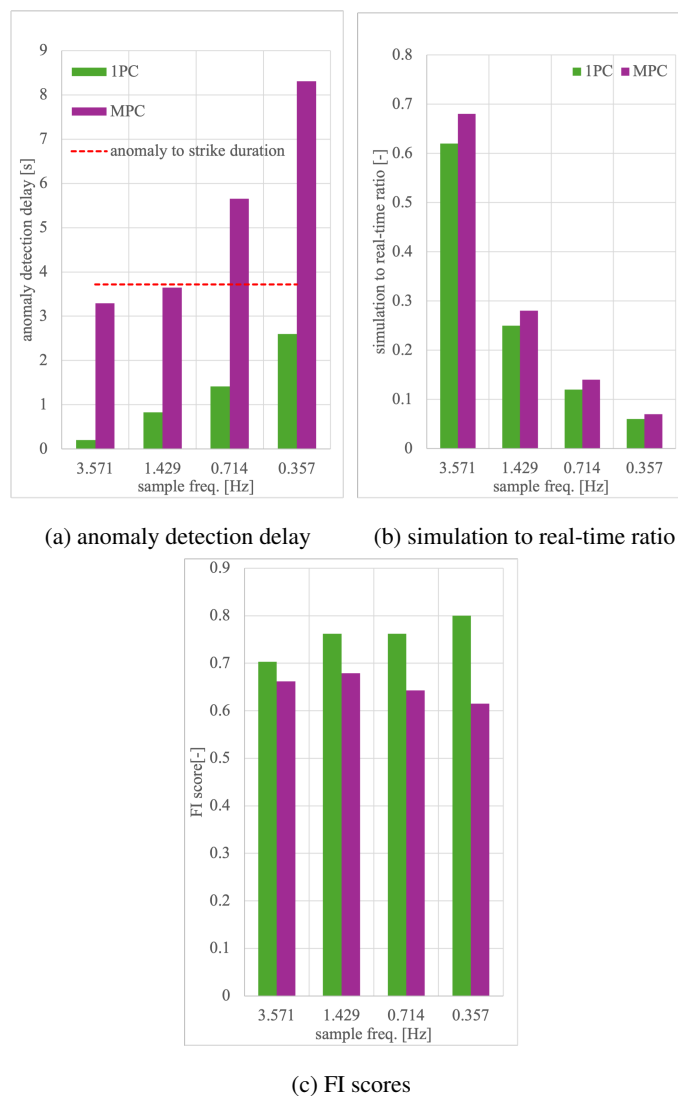 9
8
7
6
5
4
3
2
1
0
anomaly detection delay [s]
1PC
MPC
anomaly to strike duration
3.571 1.429 0.714 0.357
sample freq. [Hz]
(a) anomaly detection delay
0.8
0.7
0.6
0.5
0.4
0.3
0.2
0.1
0
simulation to real-time ratio [-]
1PC MPC
3.571 1.429 0.714 0.357
sample freq. [Hz]
(b) simulation to real-time ratio
0.9
0.8
0.7
0.6
0.5
0.4
0.3
0.2
0.1
0
FI score[-]
3.571 1.429 0.714 0.357
sample freq. [Hz]
(c) FI scores